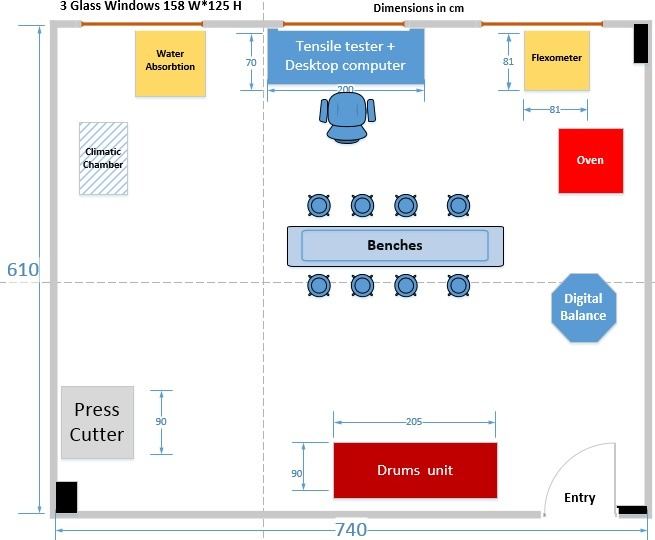 3 Glass Windows 158 W*125 H
Dimensions in cm
Water
Absorbtion
70
Tensile tester +
Desktop computer
200
81
Flexometer
81
Climatic
Chamber
Oven
Benches
610
Digital
Balance
Press
Cutter
90
205
90
Drums unit
Entry
740